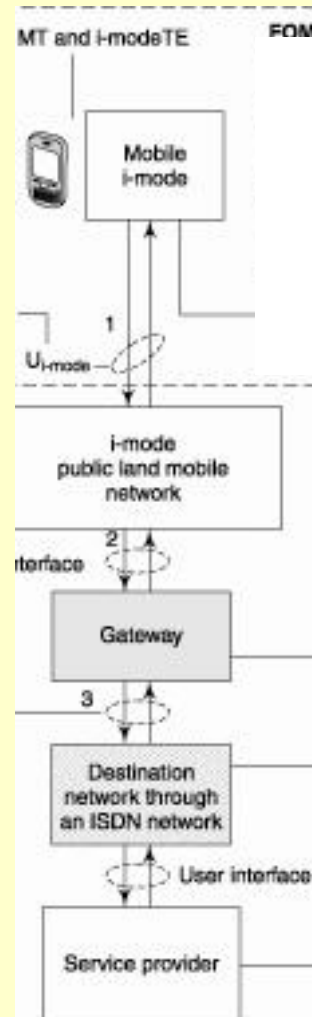 MT and i-modeTE
Mobile
i-mode
1
Ui-mode
i-mode
public land mobile
network
2
Gateway
3
Destination
network through
an ISDN network
User interface
Service provider